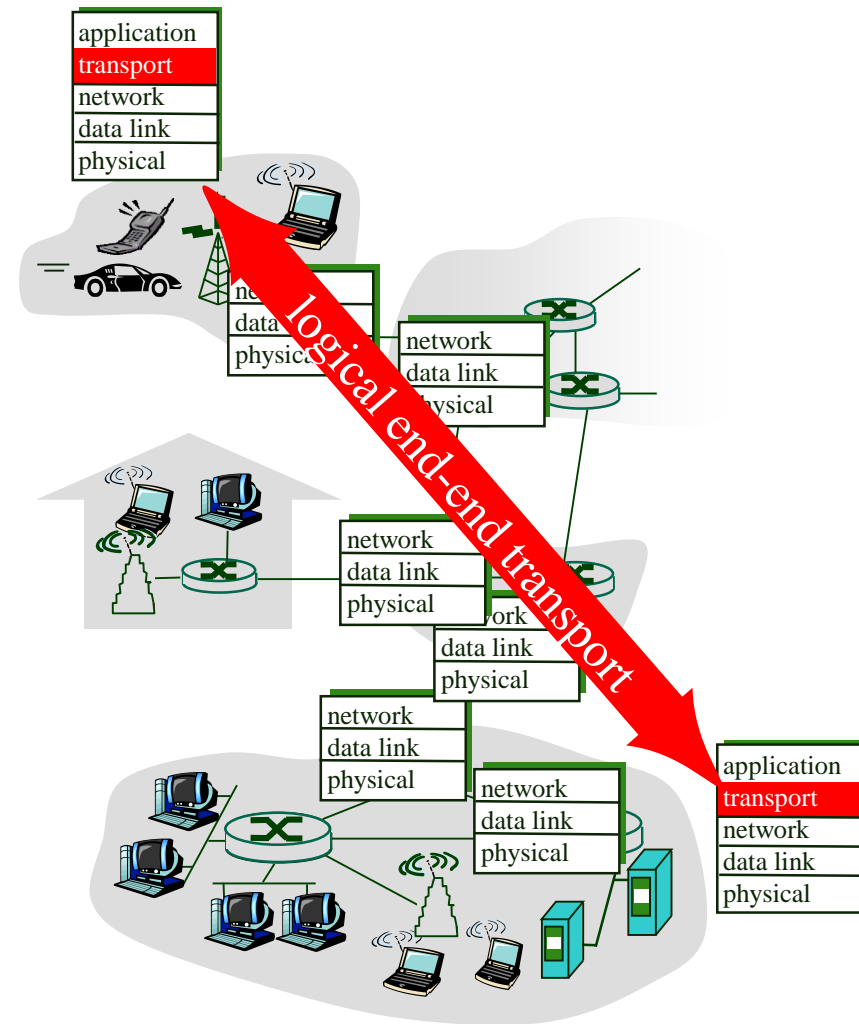 application
transport
network
data link
physical
data
physical
network
data link
physical
logical end-end transport
network
data link
physical
data link
physical
network
data link
physical
network
data link
physical
application
transport
network
data link
physical